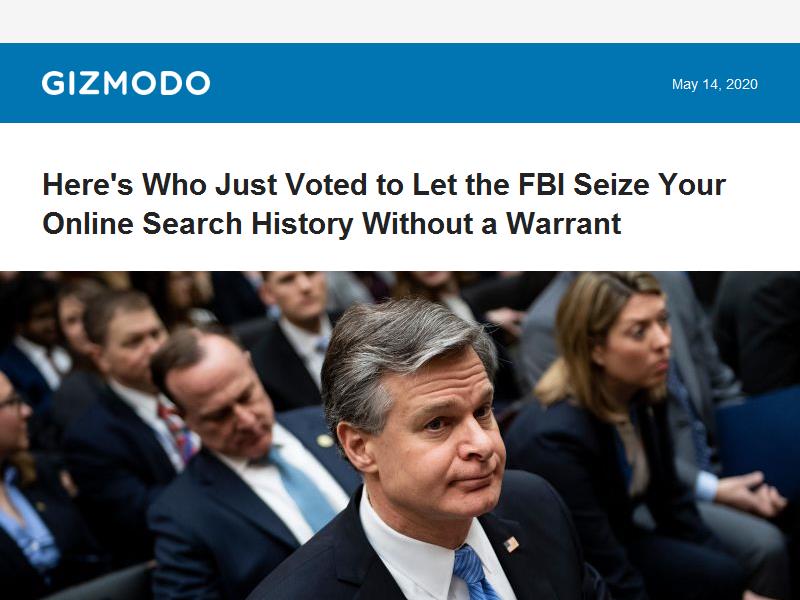 GIZMODO
May 14, 2020
Here's Who Just Voted to Let the FBI Seize Your
Online Search History Without a Warrant